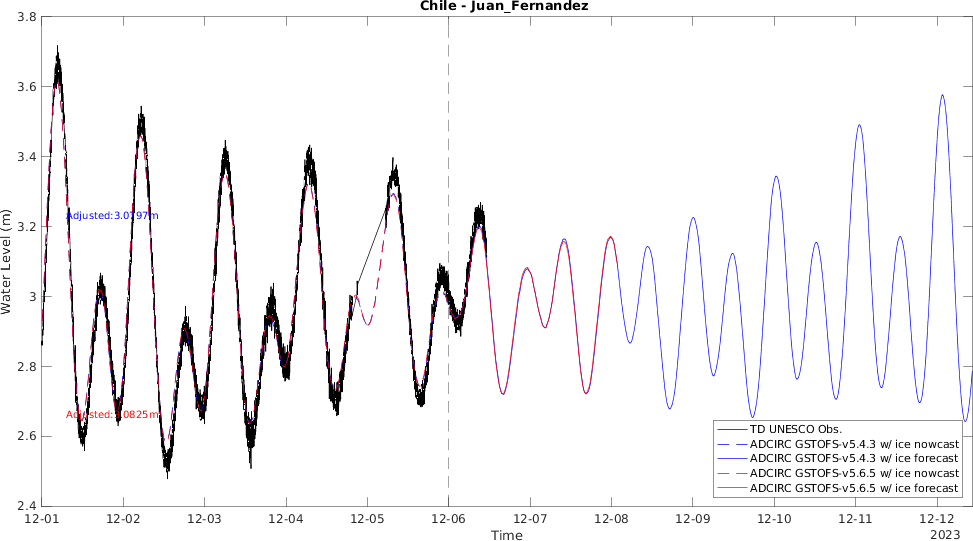 Chile - Juan_Fernandez
Water Level (m)
3.8
3.6
3.4
3.2
3
2.8
2.6
2.4
Adjusted:3.0797m
Adjusted:3.0825m
TD UNESCO Obs.
ADCIRC GSTOFS-v5.4.3 w/ ice nowcast
ADCIRC GSTOFS-v5.4.3 w/ ice forecast
ADCIRC GSTOFS-v5.6.5 w/ ice nowcast
ADCIRC GSTOFS-v5.6.5 w/ ice forecast
12-01 12-02 12-03 12-04 12-05 12-06 12-07 12-08 12-09 12-10 12-11 12-12
Time
2023